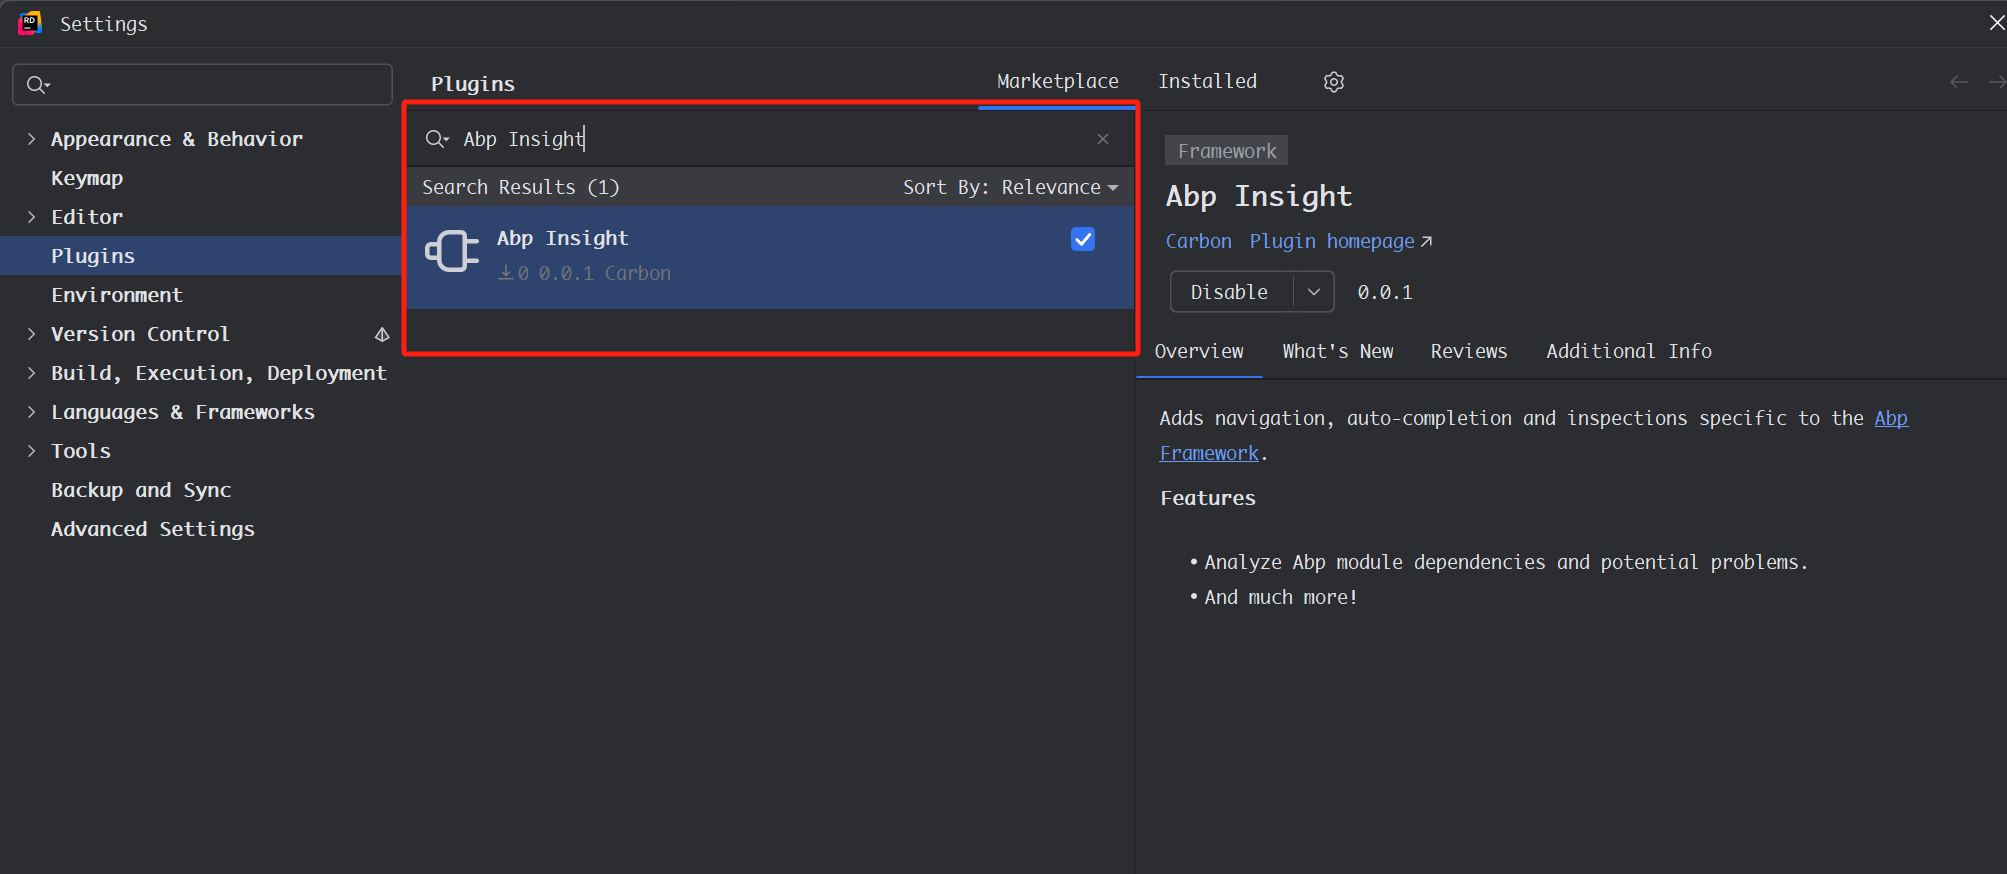 RD
Settings
Appearance & Behavior
Keymap
Editor
Plugins
Environment
Version Control
Build, Execution, Deployment
Languages & Frameworks
Tools
Backup and Sync
Advanced Settings
Plugins
Marketplace
Installed
Abp Insight
Search Results (1)
Sort By: Relevance
Abp Insight
0 0.0.1 Carbon
Framework
Abp Insight
Carbon Plugin homepage
Disable
0.0.1
Overview
What's New
Reviews
Additional Info
Adds navigation, auto-completion and inspections specific to the Abp
Framework.
Features
• Analyze Abp module dependencies and potential problems.
• And much more!